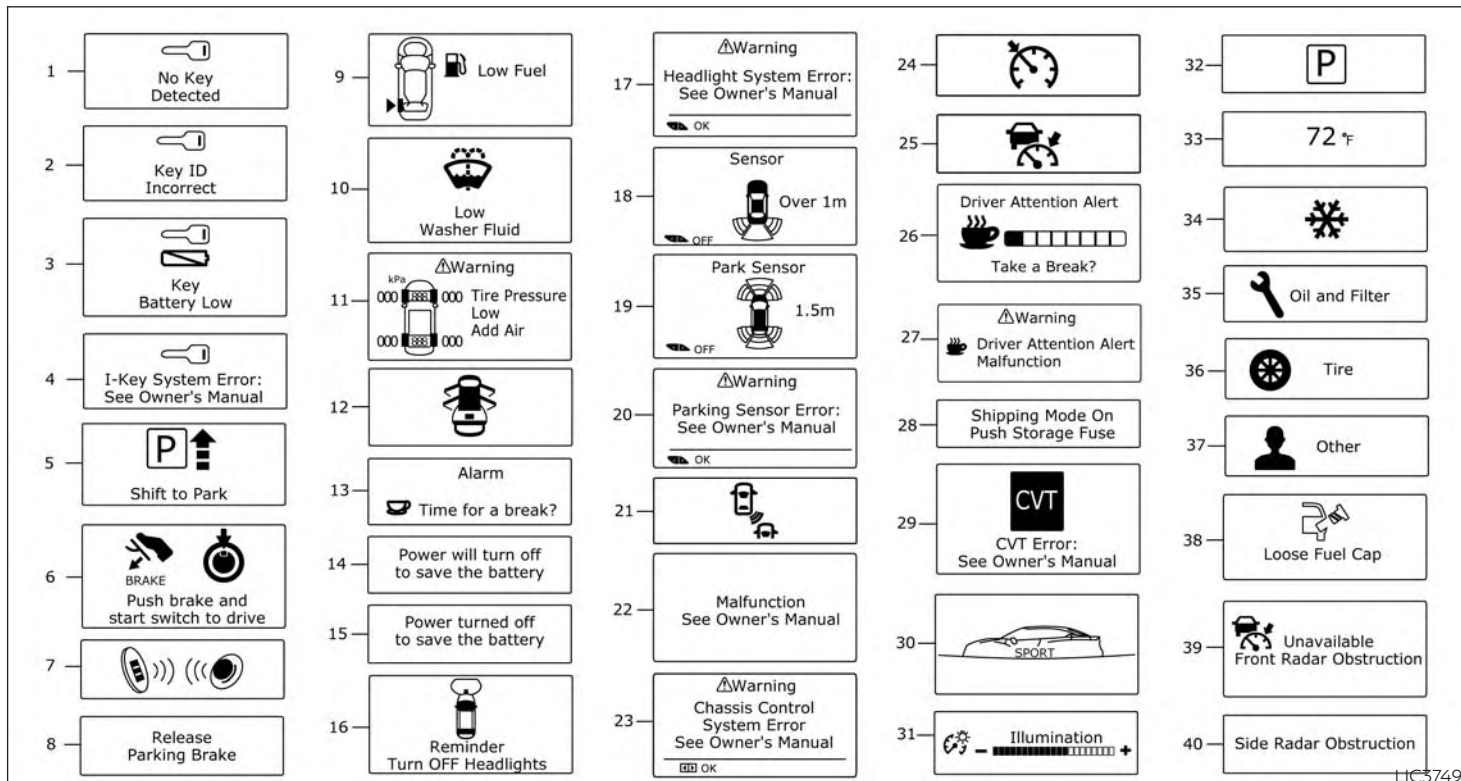 1
No Key
Detected
2
Key ID
Incorrect
3
Key
Battery Low
4
I-Key System Error:
See Owner's Manual
5
P
Shift to Park
6
BRAKE
Push brake and
start switch to drive
7
8
Release
Parking Brake
9
Low Fuel
10
Low
Washer Fluid
11
Warning
kPa
000 000 Tire Pressure
Low
Add Air
000 000
12
13
Alarm
Time for a break?
14
Power will turn off
to save the battery
15
Power turned off
to save the battery
16
Reminder
Turn OFF Headlights
17
Warning
Headlight System Error:
See Owner's Manual
OK
18
Sensor
Over 1m
OFF
19
Park Sensor
1.5m
OFF
20
Warning
Parking Sensor Error:
See Owner's Manual
OK
21
22
Malfunction
See Owner's Manual
23
Warning
Chassis Control
System Error
See Owner's Manual
OK
24
25
26
Driver Attention Alert
Take a Break?
27
Warning
Driver Attention Alert
Malfunction
28
Shipping Mode On
Push Storage Fuse
29
CVT
CVT Error:
See Owner's Manual
30
SPORT
31
Illumination
- +
32
P
33
72 °F
34
35
Oil and Filter
36
Tire
37
Other
38
Loose Fuel Cap
39
Unavailable
Front Radar Obstruction
40
Side Radar Obstruction